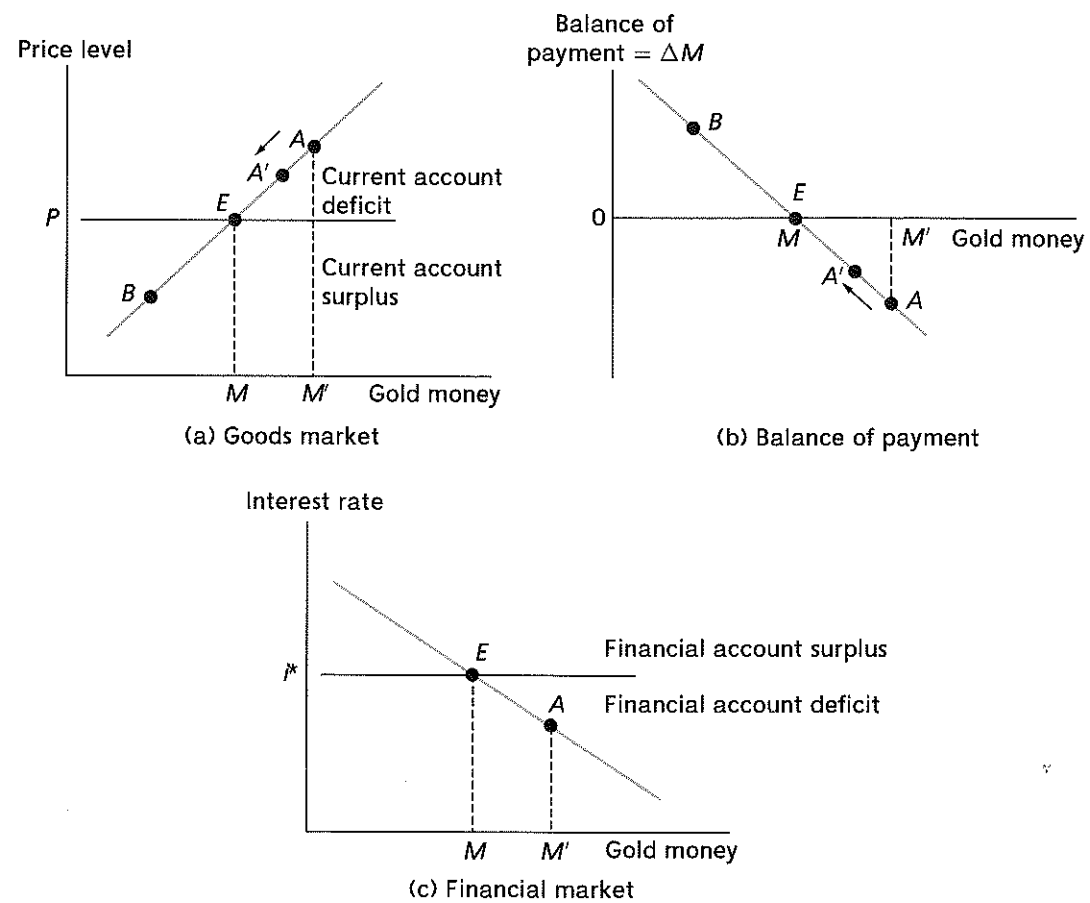 Price level
A
A′
E
P
B
Current account
deficit
Current account
surplus
M
M′
Gold money
(a) Goods market
Balance of
payment = ΔM
B
E
0
M
M′
Gold money
A′
A
(b) Balance of payment
Interest rate
E
i*
A
Financial account surplus
Financial account deficit
M
M′
Gold money
(c) Financial market